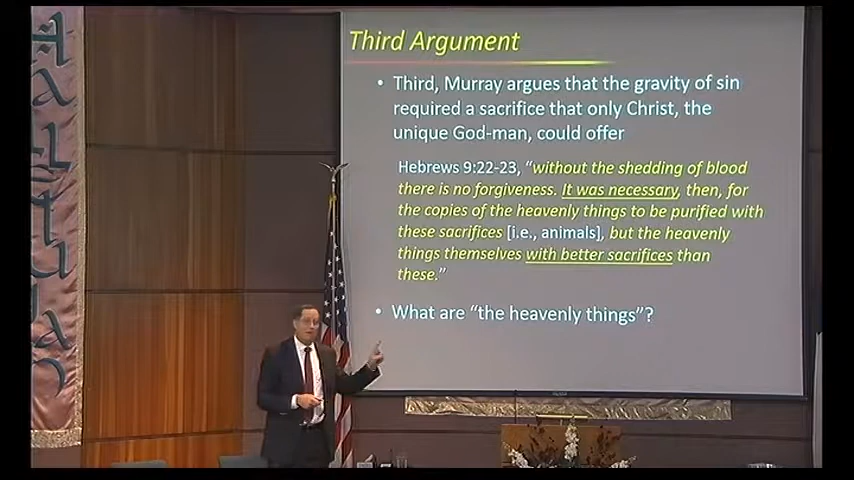 Third Argument
• Third, Murray argues that the gravity of sin
required a sacrifice that only Christ, the
unique God-man, could offer
Hebrews 9:22-23, “without the shedding of blood
there is no forgiveness. It was necessary, then, for
the copies of the heavenly things to be purified with
these sacrifices [i.e., animals], but the heavenly
things themselves with better sacrifices than
these.”
• What are “the heavenly things”?